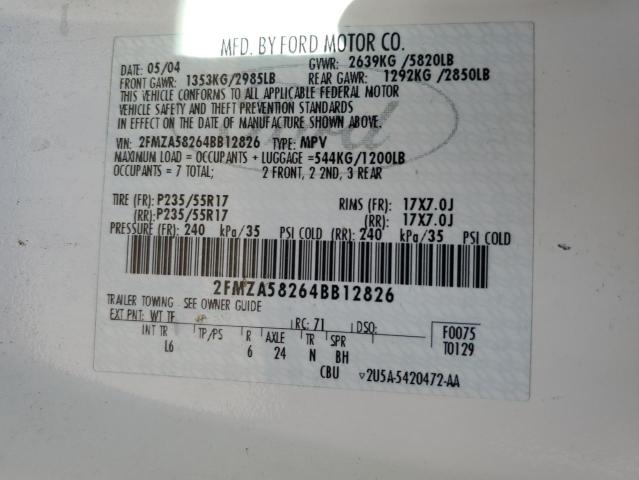 MFD. BY FORD MOTOR CO.
DATE: 05/04 GVWR: 2639KG /5820LB
FRONT GAWR: 1353KG/2985LB REAR GAWR: 1292KG /2850LB
THIS VEHICLE CONFORMS TO ALL APPLICABLE FEDERAL MOTOR
VEHICLE SAFETY AND THEFT PREVENTION STANDARDS
IN EFFECT ON THE DATE OF MANUFACTURE SHOWN ABOVE.
VIN: 2FMZA58264BB12826 TYPE: MPV
MAXIMUM LOAD = OCCUPANTS + LUGGAGE =544KG/1200LB
OCCUPANTS = 7 TOTAL; 2 FRONT, 2 2ND, 3 REAR
TIRE (FR): P235/55R17 RIMS (FR): 17X7.0J
(RR): P235/55R17 (RR): 17X7.0J
PRESSURE (FR): 240 kPa/35 PSI COLD (RR): 240 kPa/35 PSI COLD
2FMZA58264BB12826
TRAILER TOWING - SEE OWNER GUIDE
EXT PNT: WT TF RC: 71 DSO: F0075
INT TR TP/PS R AXLE TR SPR T0129
L6 6 24 N BH
CBU ▽2U5A-5420472-AA